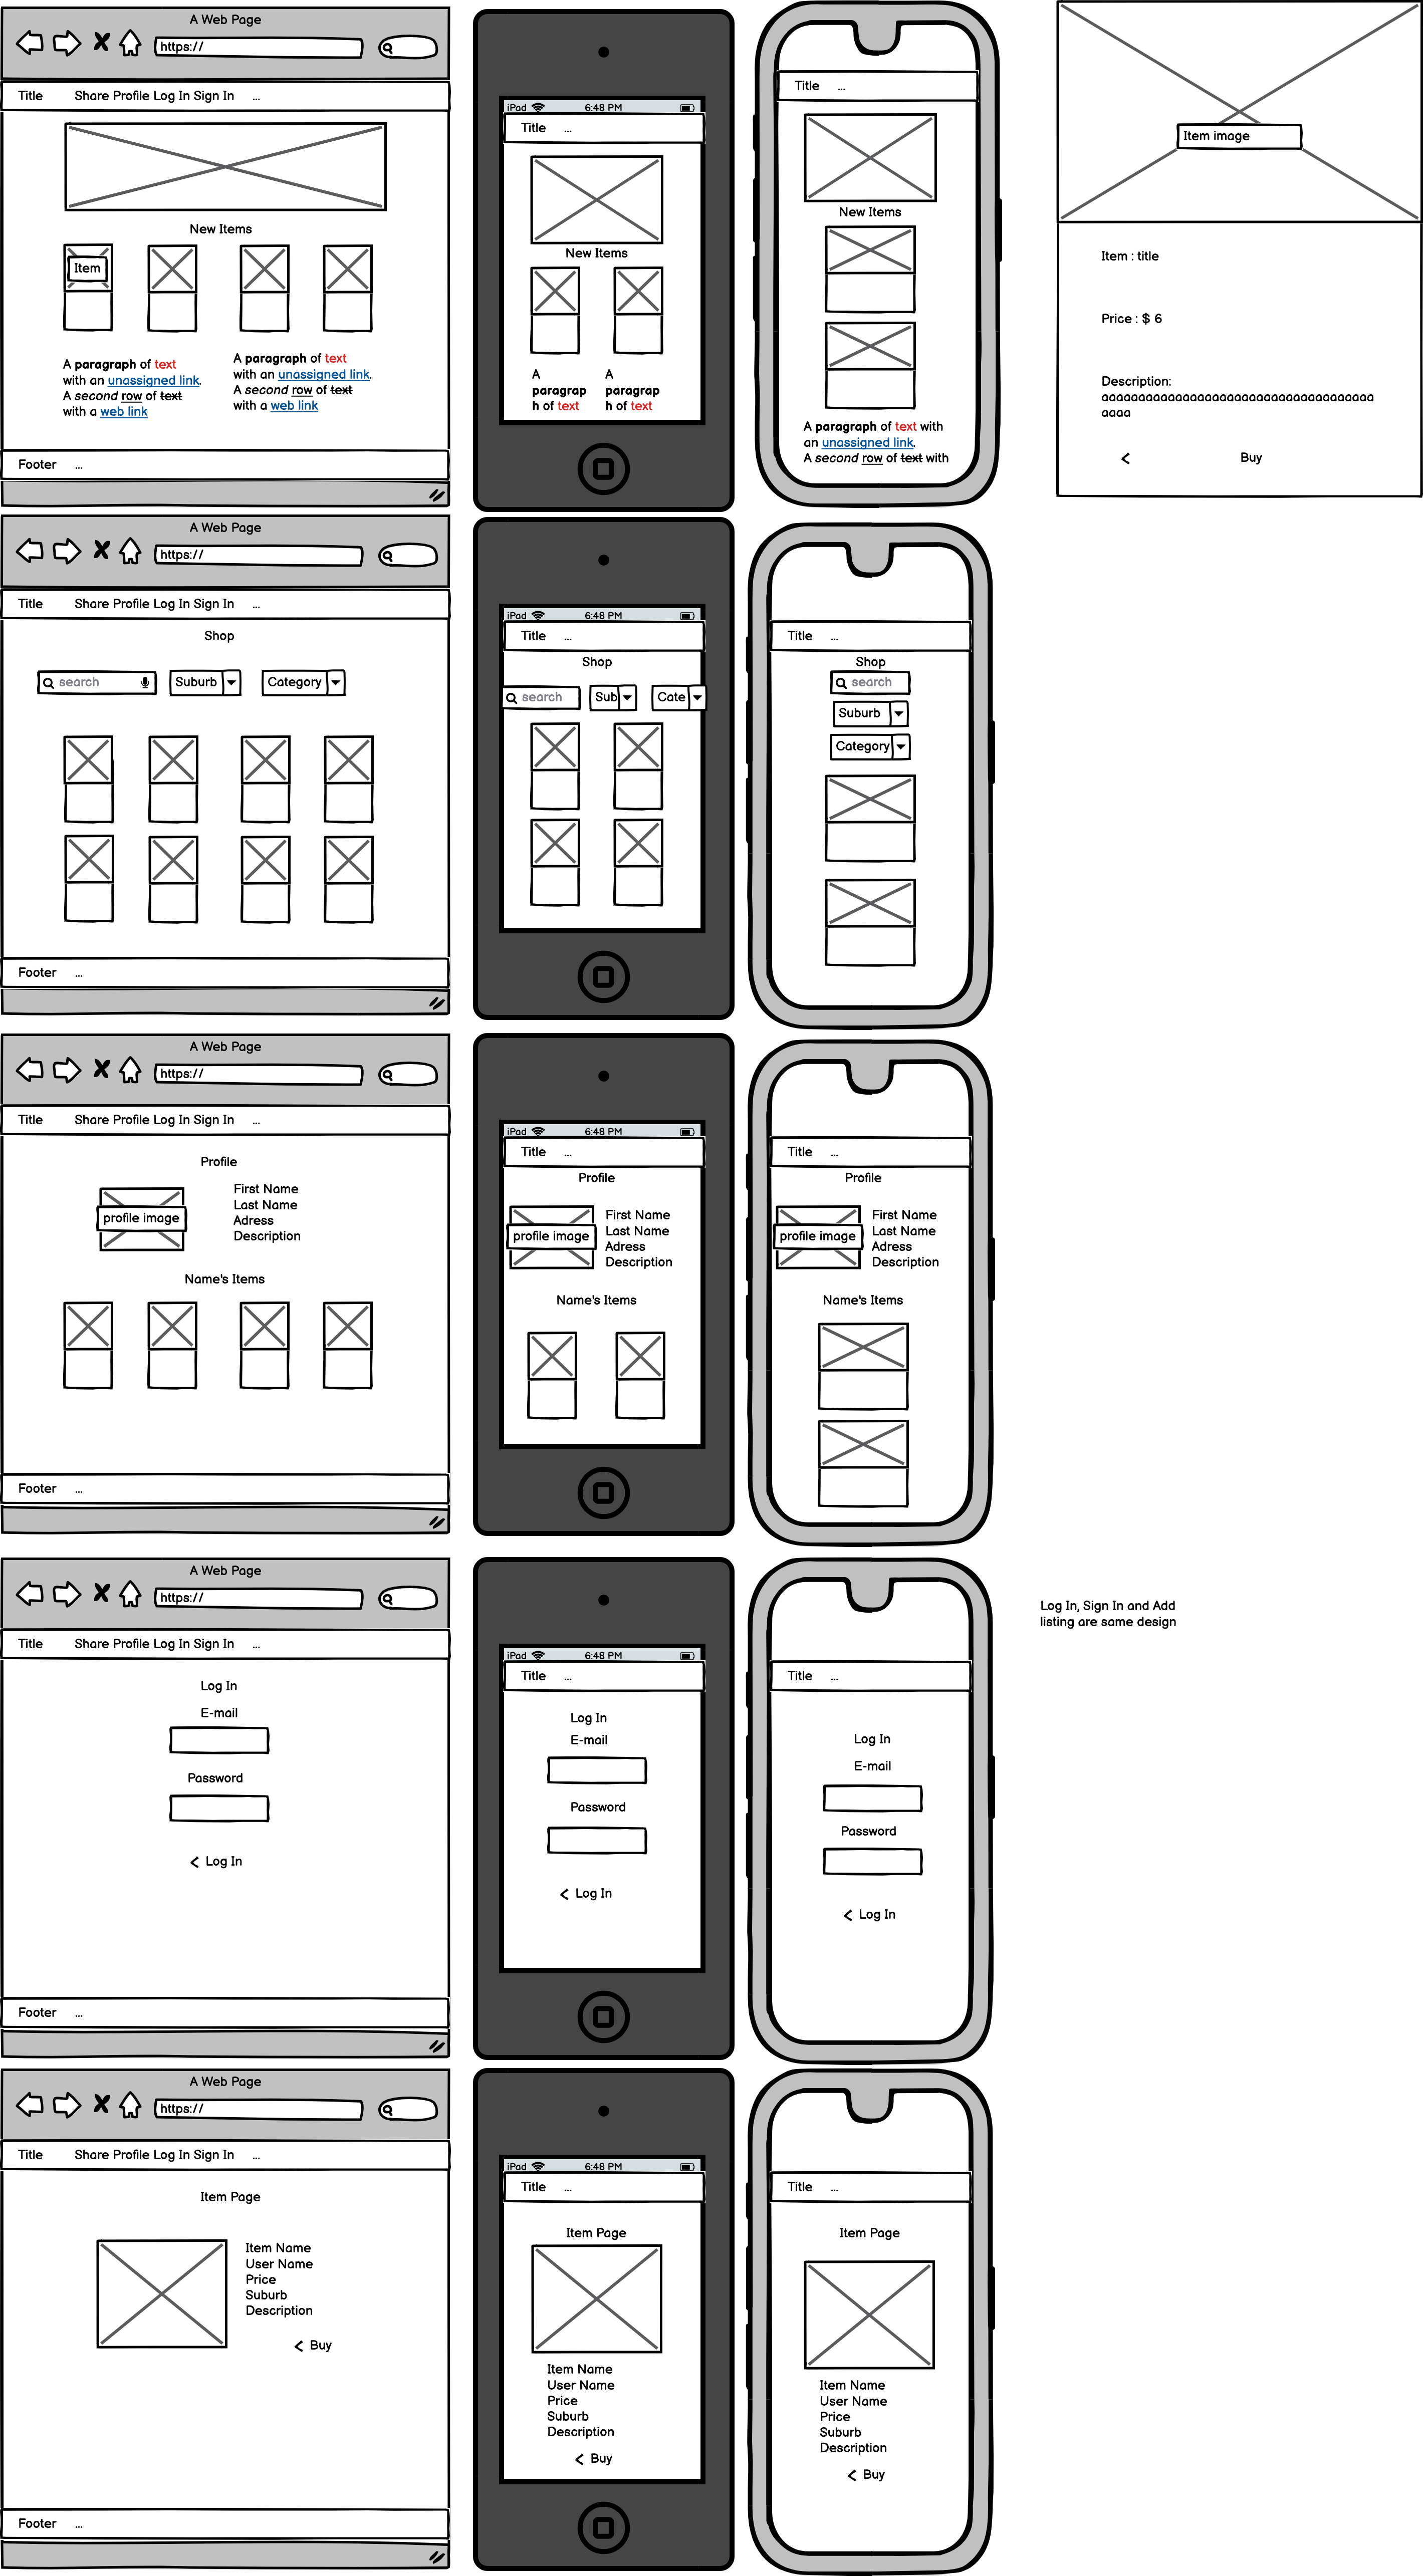 A Web Page
https://
Title Share Profile Log In Sign In ...
New Items
Item
A paragraph of text
with an unassigned link.
A second row of text
with a web link
A paragraph of text
with an unassigned link.
A second row of text
with a web link
Footer ...
iPad 6:48 PM
Title ...
New Items
A
paragrap
h of text
A
paragrap
h of text
Title ...
New Items
A paragraph of text with
an unassigned link.
A second row of text with
Item image
Item : title
Price : $ 6
Description:
aaaaaaaaaaaaaaaaaaaaaaaaaaaaaaaaaaaaa
aaaa
Buy
A Web Page
https://
Title Share Profile Log In Sign In ...
Shop
search Suburb Category
Footer ...
iPad 6:48 PM
Title ...
Shop
search Sub Cate
Title ...
Shop
search
Suburb
Category
A Web Page
https://
Title Share Profile Log In Sign In ...
Profile
profile image
First Name
Last Name
Adress
Description
Name's Items
Footer ...
iPad 6:48 PM
Title ...
Profile
profile image
First Name
Last Name
Adress
Description
Name's Items
Title ...
Profile
profile image
First Name
Last Name
Adress
Description
Name's Items
A Web Page
https://
Title Share Profile Log In Sign In ...
Log In
E-mail
Password
< Log In
Footer ...
iPad 6:48 PM
Title ...
Log In
E-mail
Password
< Log In
Title ...
Log In
E-mail
Password
< Log In
Log In, Sign In and Add
listing are same design
A Web Page
https://
Title Share Profile Log In Sign In ...
Item Page
Item Name
User Name
Price
Suburb
Description
< Buy
Footer ...
iPad 6:48 PM
Title ...
Item Page
Item Name
User Name
Price
Suburb
Description
< Buy
Title ...
Item Page
Item Name
User Name
Price
Suburb
Description
< Buy